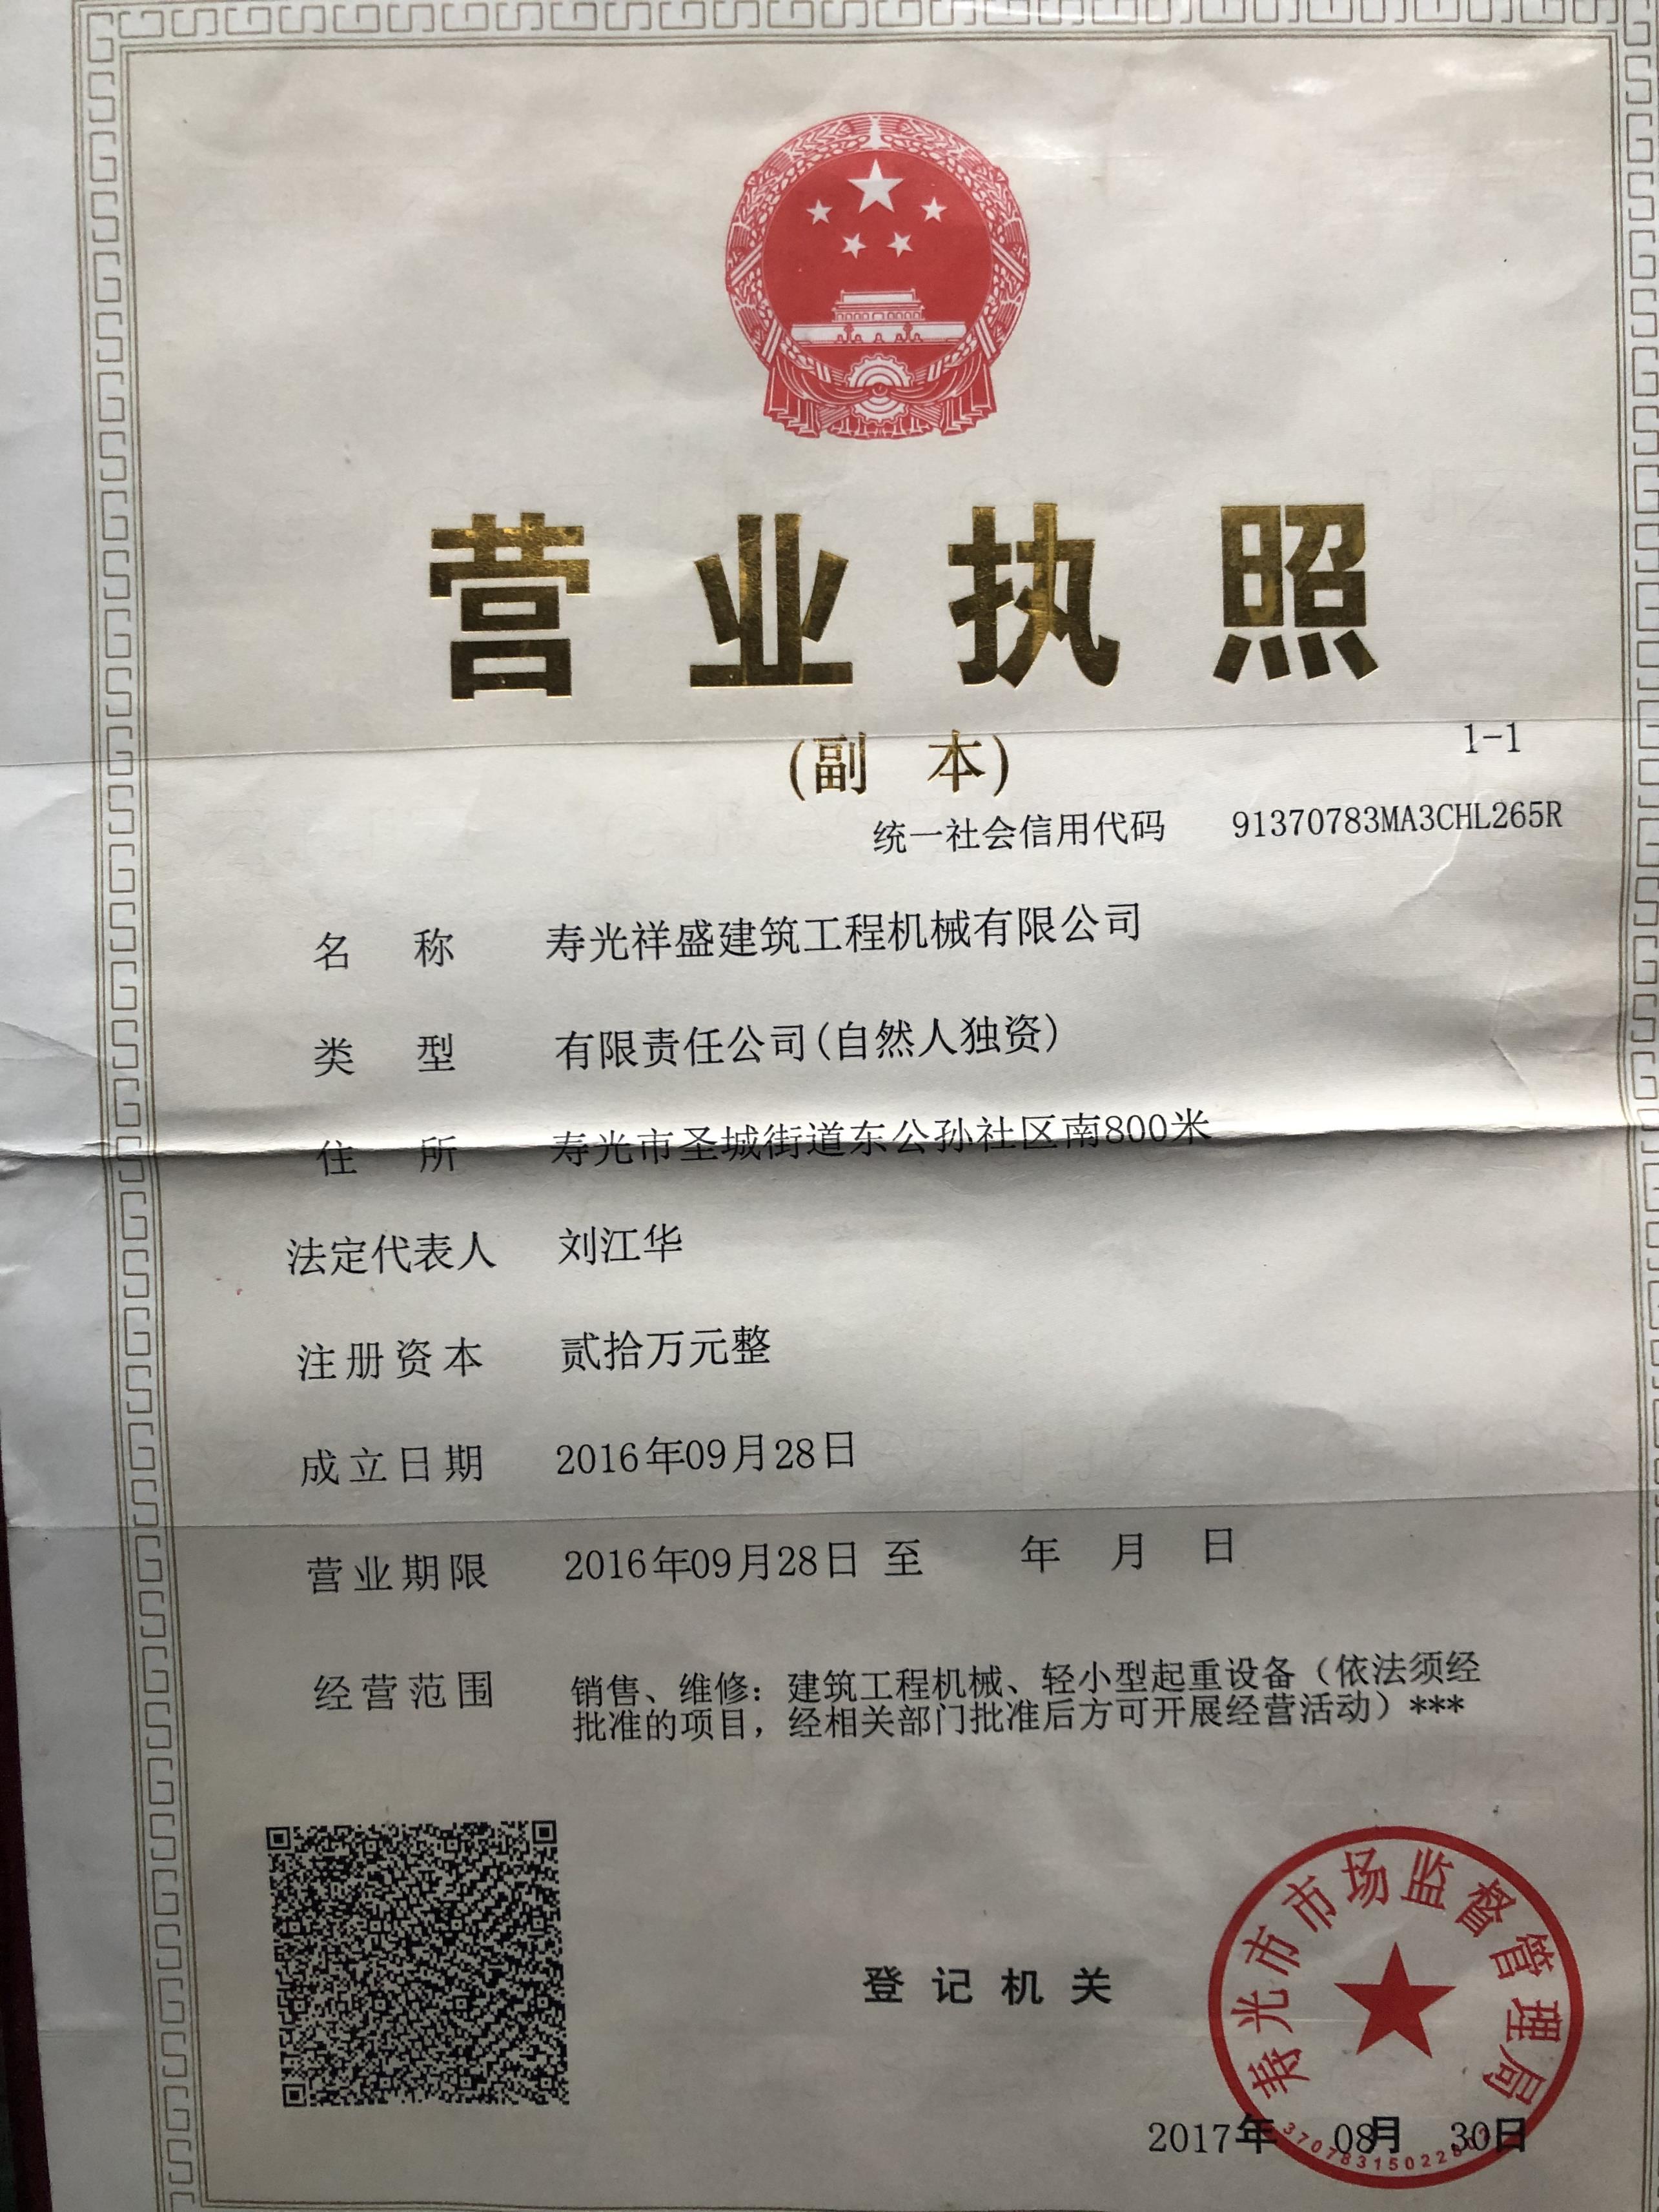 营业执照
(副 本)
1-1
统一社会信用代码 91370783MA3CHL265R
名 称 寿光祥盛建筑工程机械有限公司
类 型 有限责任公司(自然人独资)
住 所 寿光市圣城街道东公孙社区南800米
法定代表人 刘江华
注册资本 贰拾万元整
成立日期 2016年09月28日
营业期限 2016年09月28日 至 年 月 日
经营范围 销售、维修：建筑工程机械、轻小型起重设备（依法须经
批准的项目，经相关部门批准后方可开展经营活动）***
登记机关
寿光市市场监督管理局
2017年 08月 30日